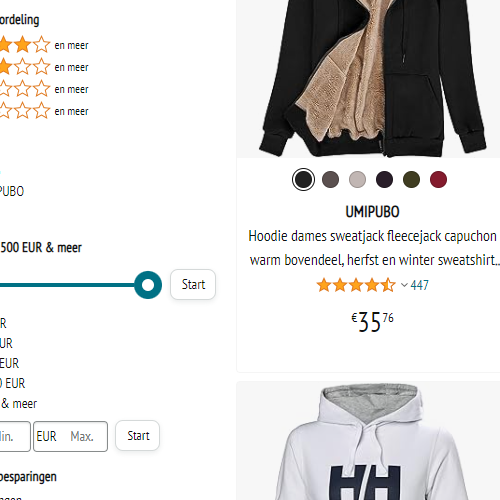 ordeling
en meer
en meer
en meer
en meer
PUBO
500 EUR & meer
Start
R
UR
EUR
0 EUR
& meer
in.
EUR Max.
Start
besparingen
UMIPUBO
Hoodie dames sweatjack fleecejack capuchon
warm bovendeel, herfst en winter sweatshirt..
447
€35 76
HH